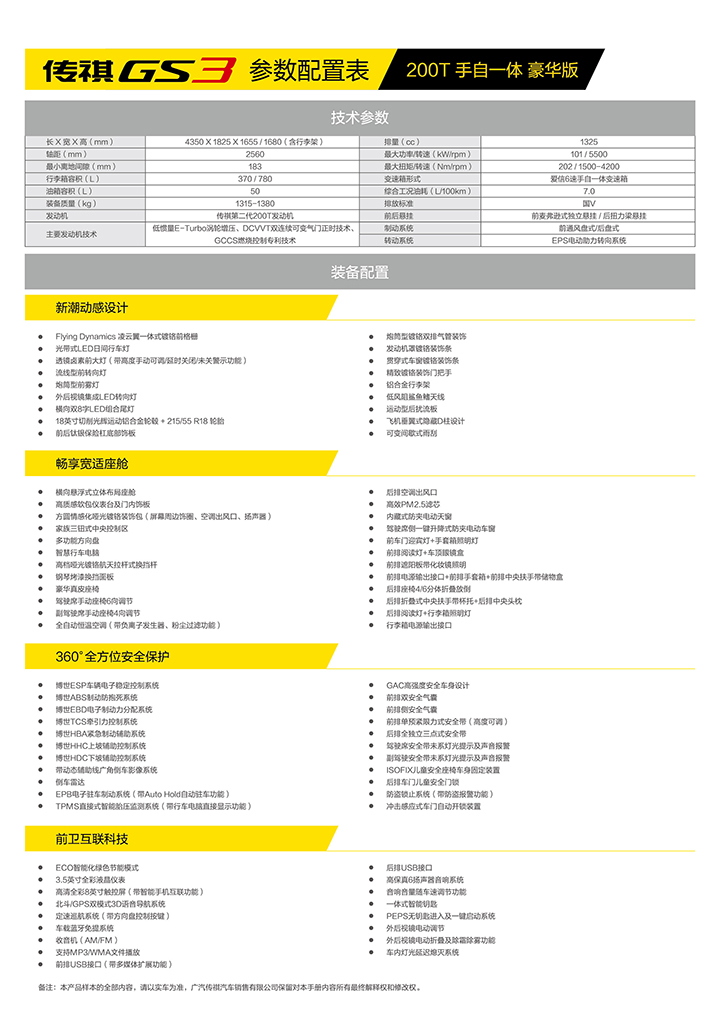 传祺GS3 参数配置表 200T 手自一体 豪华版
技术参数
长 X 宽 X 高（mm） 4350 X 1825 X 1655 / 1680（含行李架） 排量（cc） 1325
轴距（mm） 2560 最大功率/转速（kW/rpm） 101 / 5500
最小离地间隙（mm） 183 最大扭矩/转速（Nm/rpm） 202 / 1500-4200
行李箱容积（L） 370 / 780 变速箱形式 爱信6速手自一体变速箱
油箱容积（L） 50 综合工况油耗（L/100km） 7.0
装备质量（kg） 1315-1380 排放标准 国V
发动机 传祺第二代200T发动机 前后悬挂 前麦弗逊式独立悬挂 / 后扭力梁悬挂
主要发动机技术 低惯量E-Turbo涡轮增压、DCVVT双连续可变气门正时技术、 制动系统 前通风盘式/后盘式
GCCS燃烧控制专利技术 转动系统 EPS电动助力转向系统
装备配置
新潮动感设计
Flying Dynamics 凌云翼一体式镀铬前格栅
光带式LED日间行车灯
透镜卤素前大灯（带高度手动可调/延时关闭/未关警示功能）
流线型前转向灯
炮筒型前雾灯
外后视镜集成LED转向灯
横向双8字LED组合尾灯
18英寸切削光辉运动铝合金轮毂 + 215/55 R18 轮胎
前后钛银保险杠底部饰板
炮筒型镀铬双排气管装饰
发动机罩镀铬装饰条
贯穿式车窗镀铬装饰条
精致镀铬装饰门把手
铝合金行李架
低风阻鲨鱼鳍天线
运动型后扰流板
飞机垂翼式隐藏D柱设计
可变间歇式雨刮
畅享宽适座舱
横向悬浮式立体布局座舱
高质感软包仪表台及门内饰板
方圆情感化哑光镀铬装饰包（屏幕周边饰圈、空调出风口、扬声器）
家族三钮式中央控制区
多功能方向盘
智慧行车电脑
高档哑光镀铬航天拉杆式换挡杆
钢琴烤漆换挡面板
豪华真皮座椅
驾驶席手动座椅6向调节
副驾驶席手动座椅4向调节
全自动恒温空调（带负离子发生器、粉尘过滤功能）
后排空调出风口
高效PM2.5滤芯
内藏式防夹电动天窗
驾驶席侧一键升降式防夹电动车窗
前车门迎宾灯+手套箱照明灯
前排阅读灯+车顶眼镜盒
前排遮阳板带化妆镜照明
前排电源输出接口+前排手套箱+前排中央扶手带储物盒
后排座椅4/6分体折叠放倒
后排折叠式中央扶手带杯托+后排中央头枕
后排阅读灯+行李箱照明灯
行李箱电源输出接口
360°全方位安全保护
博世ESP车辆电子稳定控制系统
博世ABS制动防抱死系统
博世EBD电子制动力分配系统
博世TCS牵引力控制系统
博世HBA紧急制动辅助系统
博世HHC上坡辅助控制系统
博世HDC下坡辅助控制系统
带动态辅助线广角倒车影像系统
倒车雷达
EPB电子驻车制动系统（带Auto Hold自动驻车功能）
TPMS直接式智能胎压监测系统（带行车电脑直接显示功能）
GAC高强度安全车身设计
前排双安全气囊
前排侧安全气囊
前排单预紧限力式安全带（高度可调）
后排全独立三点式安全带
驾驶席安全带未系灯光提示及声音报警
副驾驶安全带未系灯光提示及声音报警
ISOFIX儿童安全座椅车身固定装置
后排车门儿童安全门锁
防盗锁止系统（带防盗报警功能）
冲击感应式车门自动开锁装置
前卫互联科技
ECO智能化绿色节能模式
3.5英寸全彩液晶仪表
高清全彩8英寸触控屏（带智能手机互联功能）
北斗/GPS双模式3D语音导航系统
定速巡航系统（带方向盘控制按键）
车载蓝牙免提系统
收音机（AM/FM）
支持MP3/WMA文件播放
前排USB接口（带多媒体扩展功能）
后排USB接口
高保真6扬声器音响系统
音响音量随车速调节功能
一体式智能钥匙
PEPS无钥匙进入及一键启动系统
外后视镜电动调节
外后视镜电动折叠及除霜除雾功能
车内灯光延迟熄灭系统
备注：本产品样本的全部内容，请以实车为准，广汽传祺汽车销售有限公司保留对本手册内容所有最终解释权和修改权。